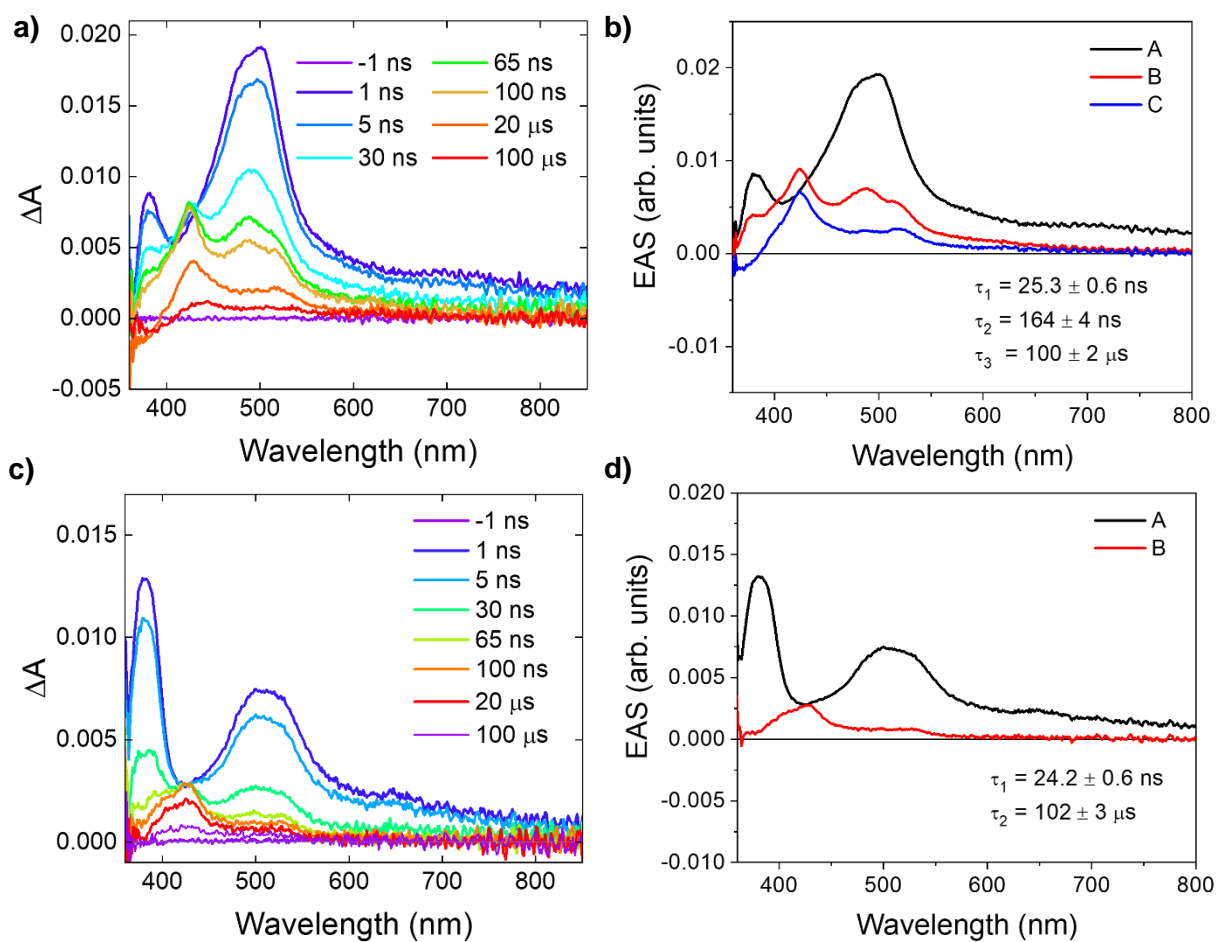 a)
0.020
0.015
0.010
0.005
0.000
-0.005
ΔA
-1 ns
1 ns
5 ns
30 ns
65 ns
100 ns
20 μs
100 μs
400 500 600 700 800
Wavelength (nm)
b)
0.02
0.01
0.00
-0.01
EAS (arb. units)
A
B
C
τ1 = 25.3 ± 0.6 ns
τ2 = 164 ± 4 ns
τ3 = 100 ± 2 μs
400 500 600 700 800
Wavelength (nm)
c)
0.015
0.010
0.005
0.000
ΔA
-1 ns
1 ns
5 ns
30 ns
65 ns
100 ns
20 μs
100 μs
400 500 600 700 800
Wavelength (nm)
d)
0.020
0.015
0.010
0.005
0.000
-0.005
-0.010
EAS (arb. units)
A
B
τ1 = 24.2 ± 0.6 ns
τ2 = 102 ± 3 μs
400 500 600 700 800
Wavelength (nm)